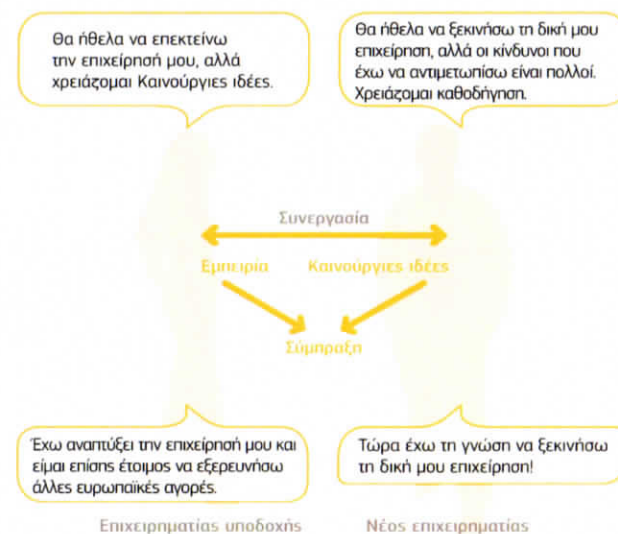 Θα ήθελα να επεκτείνω
την επιχείρησή μου, αλλά
χρειάζομαι Καινούργιες ιδέες.
Θα ήθελα να ξεκινήσω τη δική μου
επιχείρηση, αλλά οι κίνδυνοι που
έχω να αντιμετωπίσω είναι πολλοί.
Χρειάζομαι καθοδήγηση.
Συνεργασία
Εμπειρία
Καινούργιες ιδέες
Σύμπραξη
Έχω αναπτύξει την επιχείρησή μου και
είμαι επίσης έτοιμος να εξερευνήσω
άλλες ευρωπαϊκές αγορές.
Τώρα έχω τη γνώση να ξεκινήσω
τη δική μου επιχείρηση!
Επιχειρηματίας υποδοχής
Νέος επιχειρηματίας